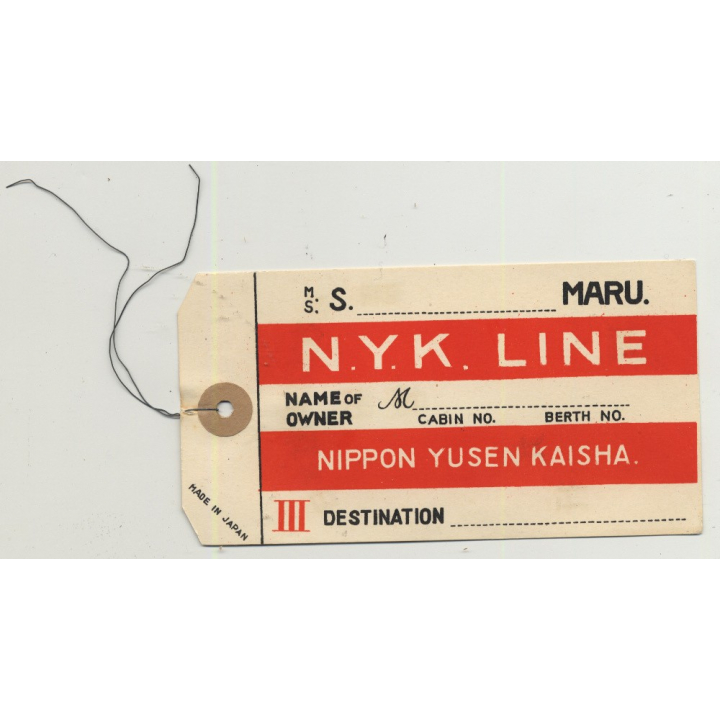 M.
S. S. MARU.
N.Y.K. LINE
NAME OF
OWNER M
CABIN NO. BERTH NO.
NIPPON YUSEN KAISHA.
III DESTINATION
MADE IN JAPAN